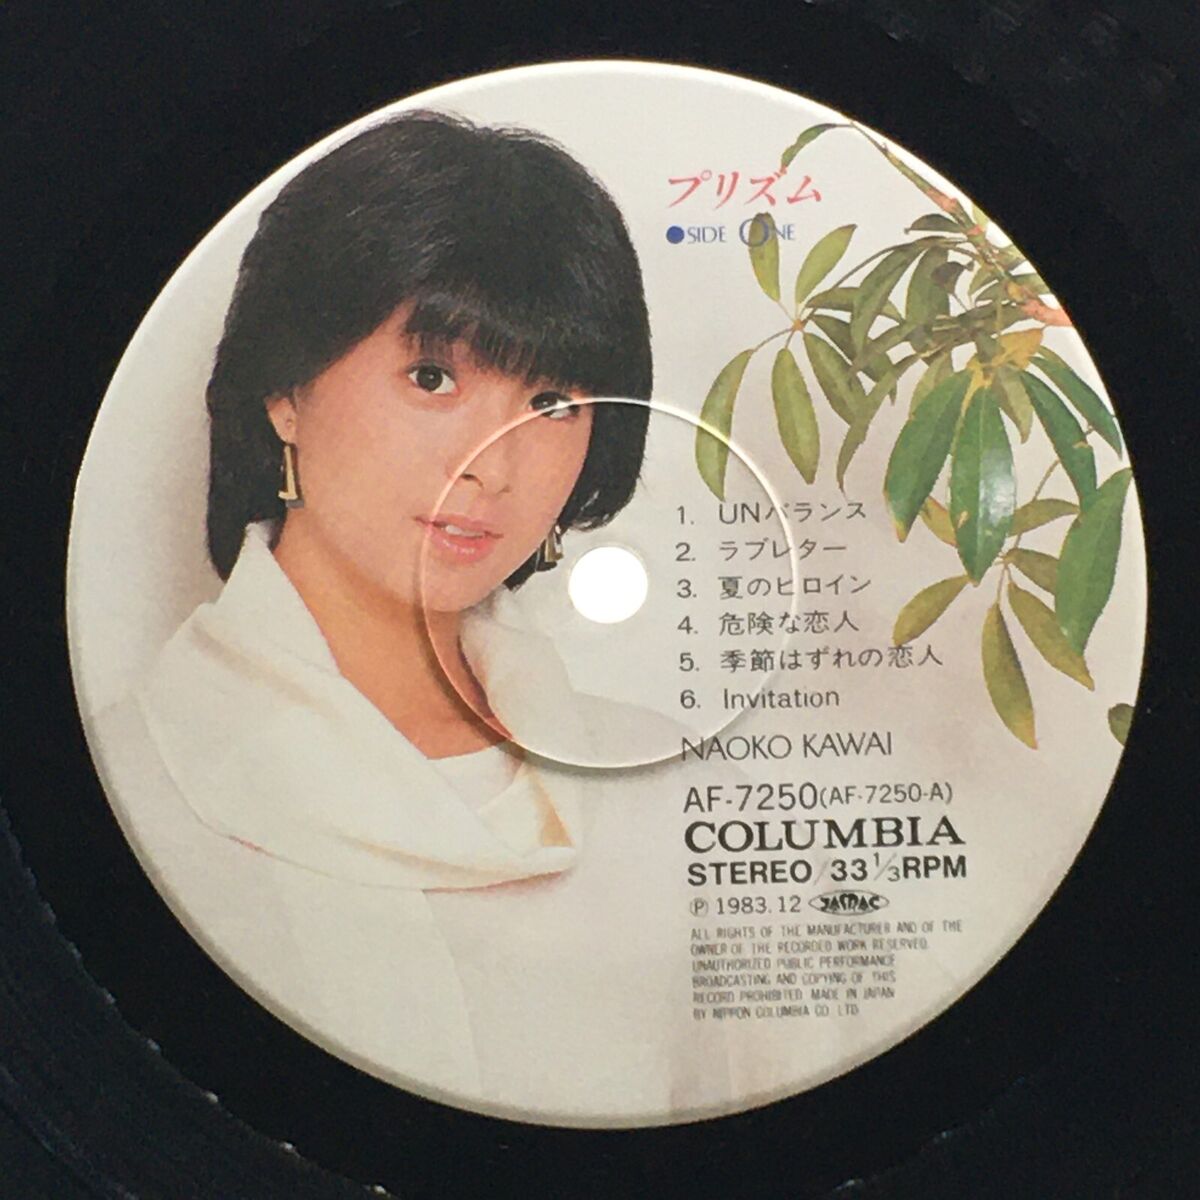 プリズム
●SIDE ONE
1. UNバランス
2. ラブレター
3. 夏のヒロイン
4. 危険な恋人
5. 季節はずれの恋人
6. Invitation
NAOKO KAWAI
AF-7250(AF-7250-A)
COLUMBIA
STEREO/33 1/3RPM
Ⓟ 1983.12 JASRAC
ALL RIGHTS OF THE MANUFACTURER AND OF THE
OWNER OF THE RECORDED WORK RESERVED.
UNAUTHORIZED PUBLIC PERFORMANCE
BROADCASTING AND COPYING OF THIS
RECORD PROHIBITED MADE IN JAPAN
BY NIPPON COLUMBIA CO. LTD